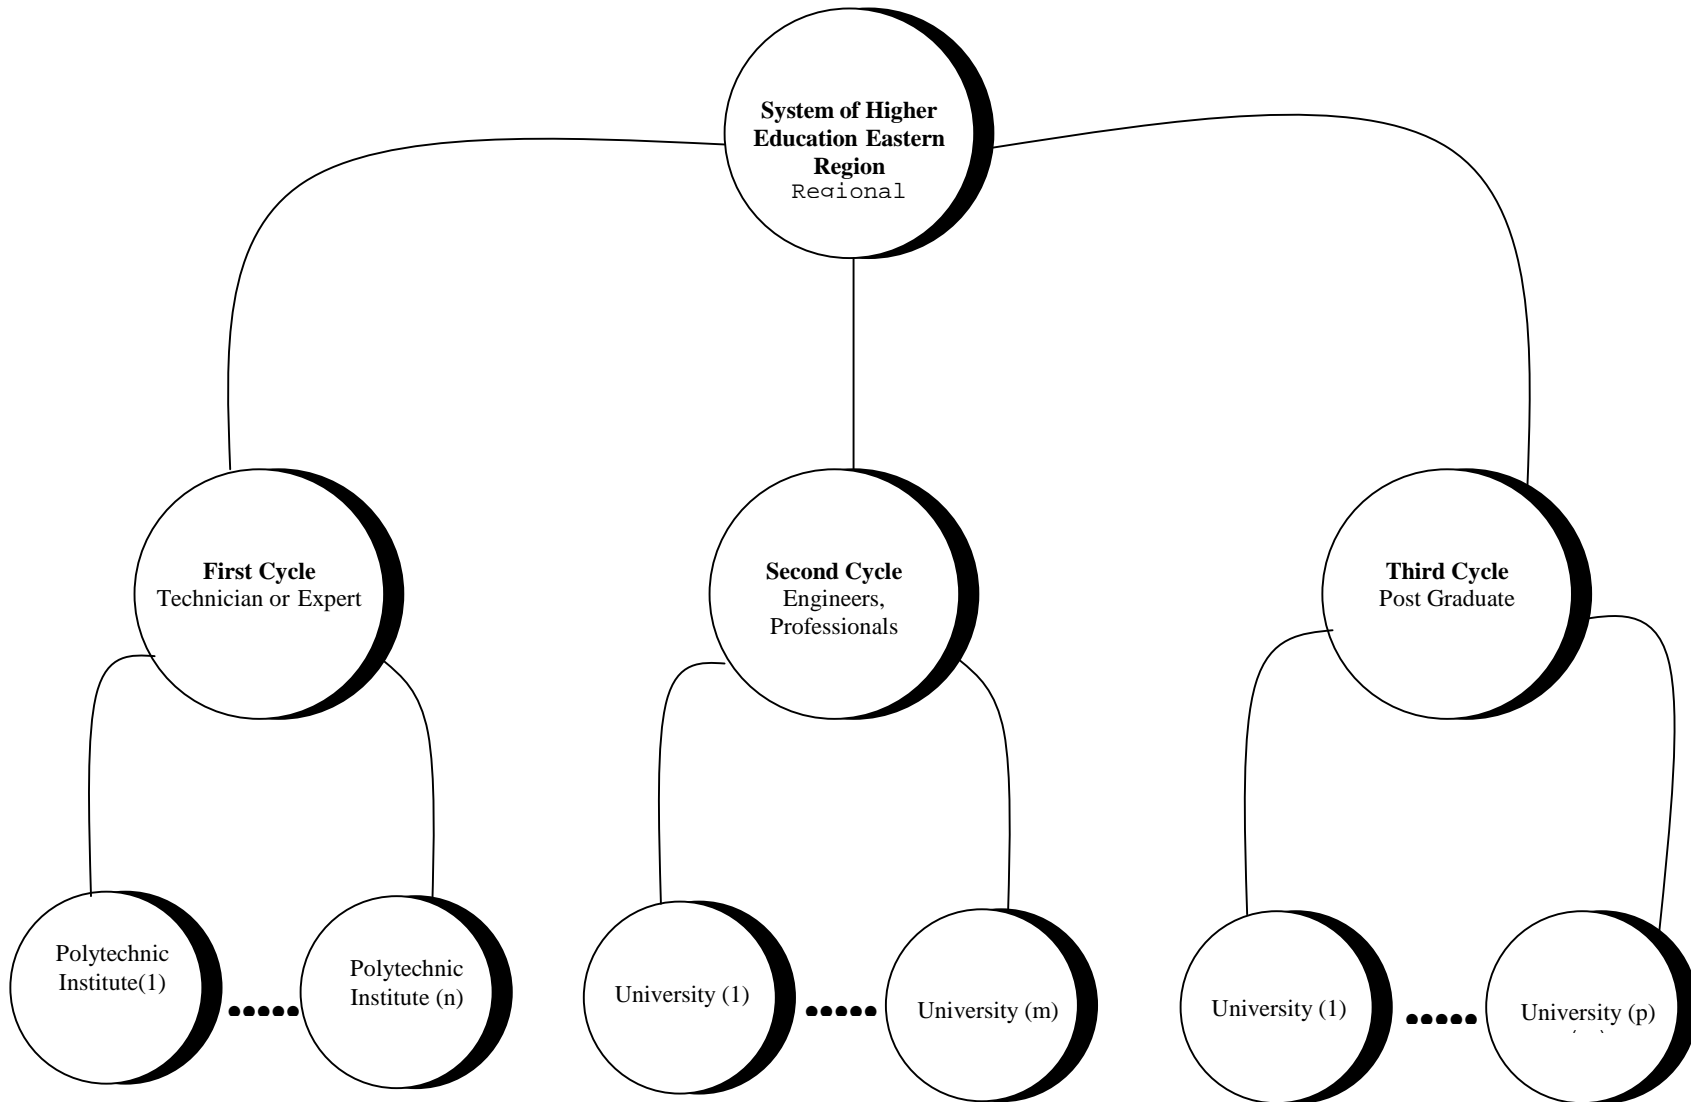 System of Higher
Education Eastern
Region
Regional
First Cycle
Technician or Expert
Second Cycle
Engineers,
Professionals
Third Cycle
Post Graduate
Polytechnic
Institute(1)
Polytechnic
Institute (n)
University (1)
University (m)
University (1)
University (p)